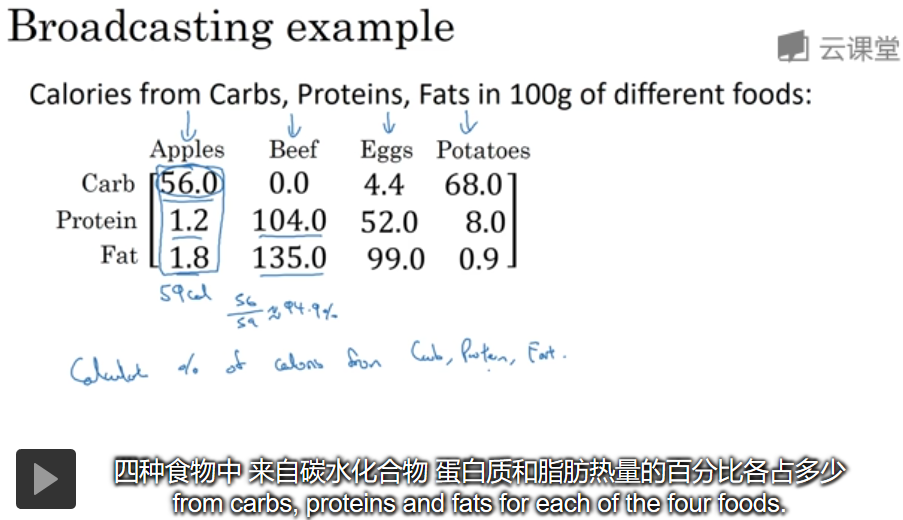 Broadcasting example
云课堂
Calories from Carbs, Proteins, Fats in 100g of different foods:
Apples Beef Eggs Potatoes
Carb 56.0 0.0 4.4 68.0
Protein 1.2 104.0 52.0 8.0
Fat 1.8 135.0 99.0 0.9
59 cal
56/59 ≈ 94.9%
Calculate % of calories from Carb, Protein, Fat.
四种食物中 来自碳水化合物 蛋白质和脂肪热量的百分比各占多少
from carbs, proteins and fats for each of the four foods.